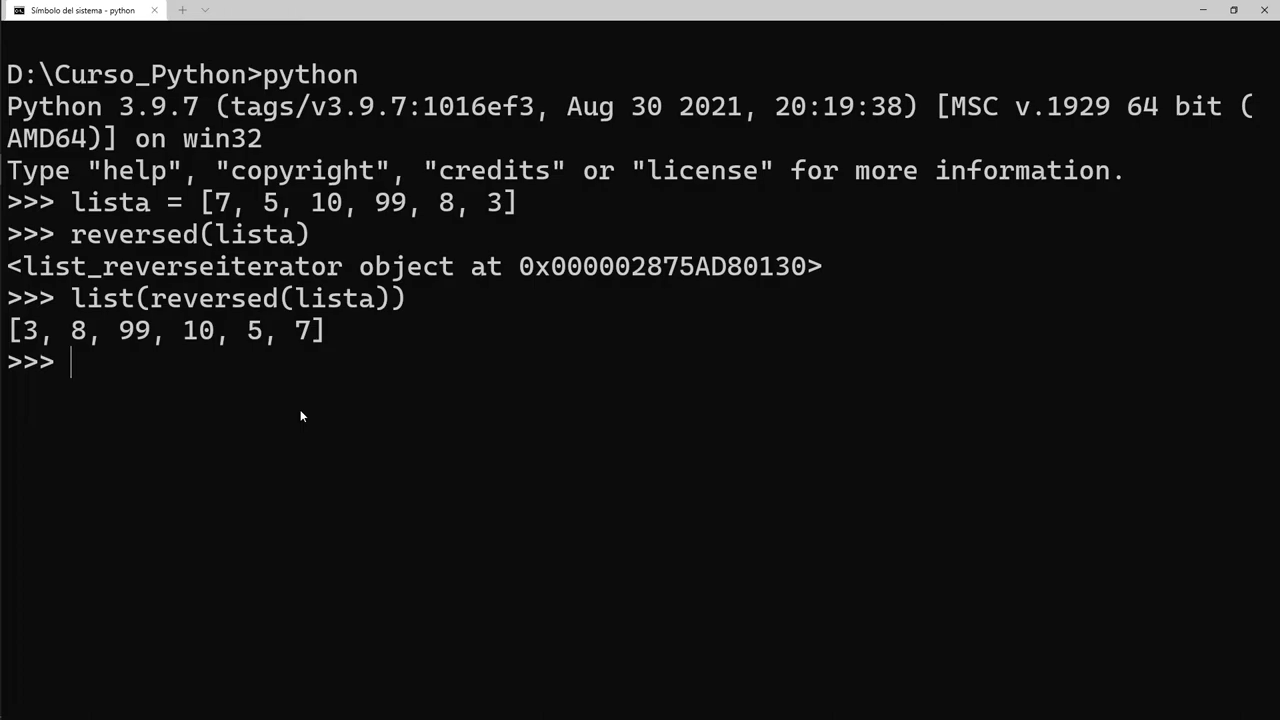 Símbolo del sistema - python
D:\Curso_Python>python
Python 3.9.7 (tags/v3.9.7:1016ef3, Aug 30 2021, 20:19:38) [MSC v.1929 64 bit (
AMD64)] on win32
Type "help", "copyright", "credits" or "license" for more information.
>>> lista = [7, 5, 10, 99, 8, 3]
>>> reversed(lista)
<list_reverseiterator object at 0x000002875AD80130>
>>> list(reversed(lista))
[3, 8, 99, 10, 5, 7]
>>>